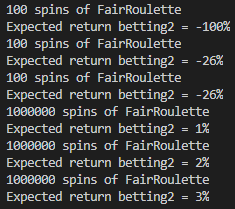 100 spins of FairRoulette
Expected return betting2 = -100%
100 spins of FairRoulette
Expected return betting2 = -26%
100 spins of FairRoulette
Expected return betting2 = -26%
1000000 spins of FairRoulette
Expected return betting2 = 1%
1000000 spins of FairRoulette
Expected return betting2 = 2%
1000000 spins of FairRoulette
Expected return betting2 = 3%